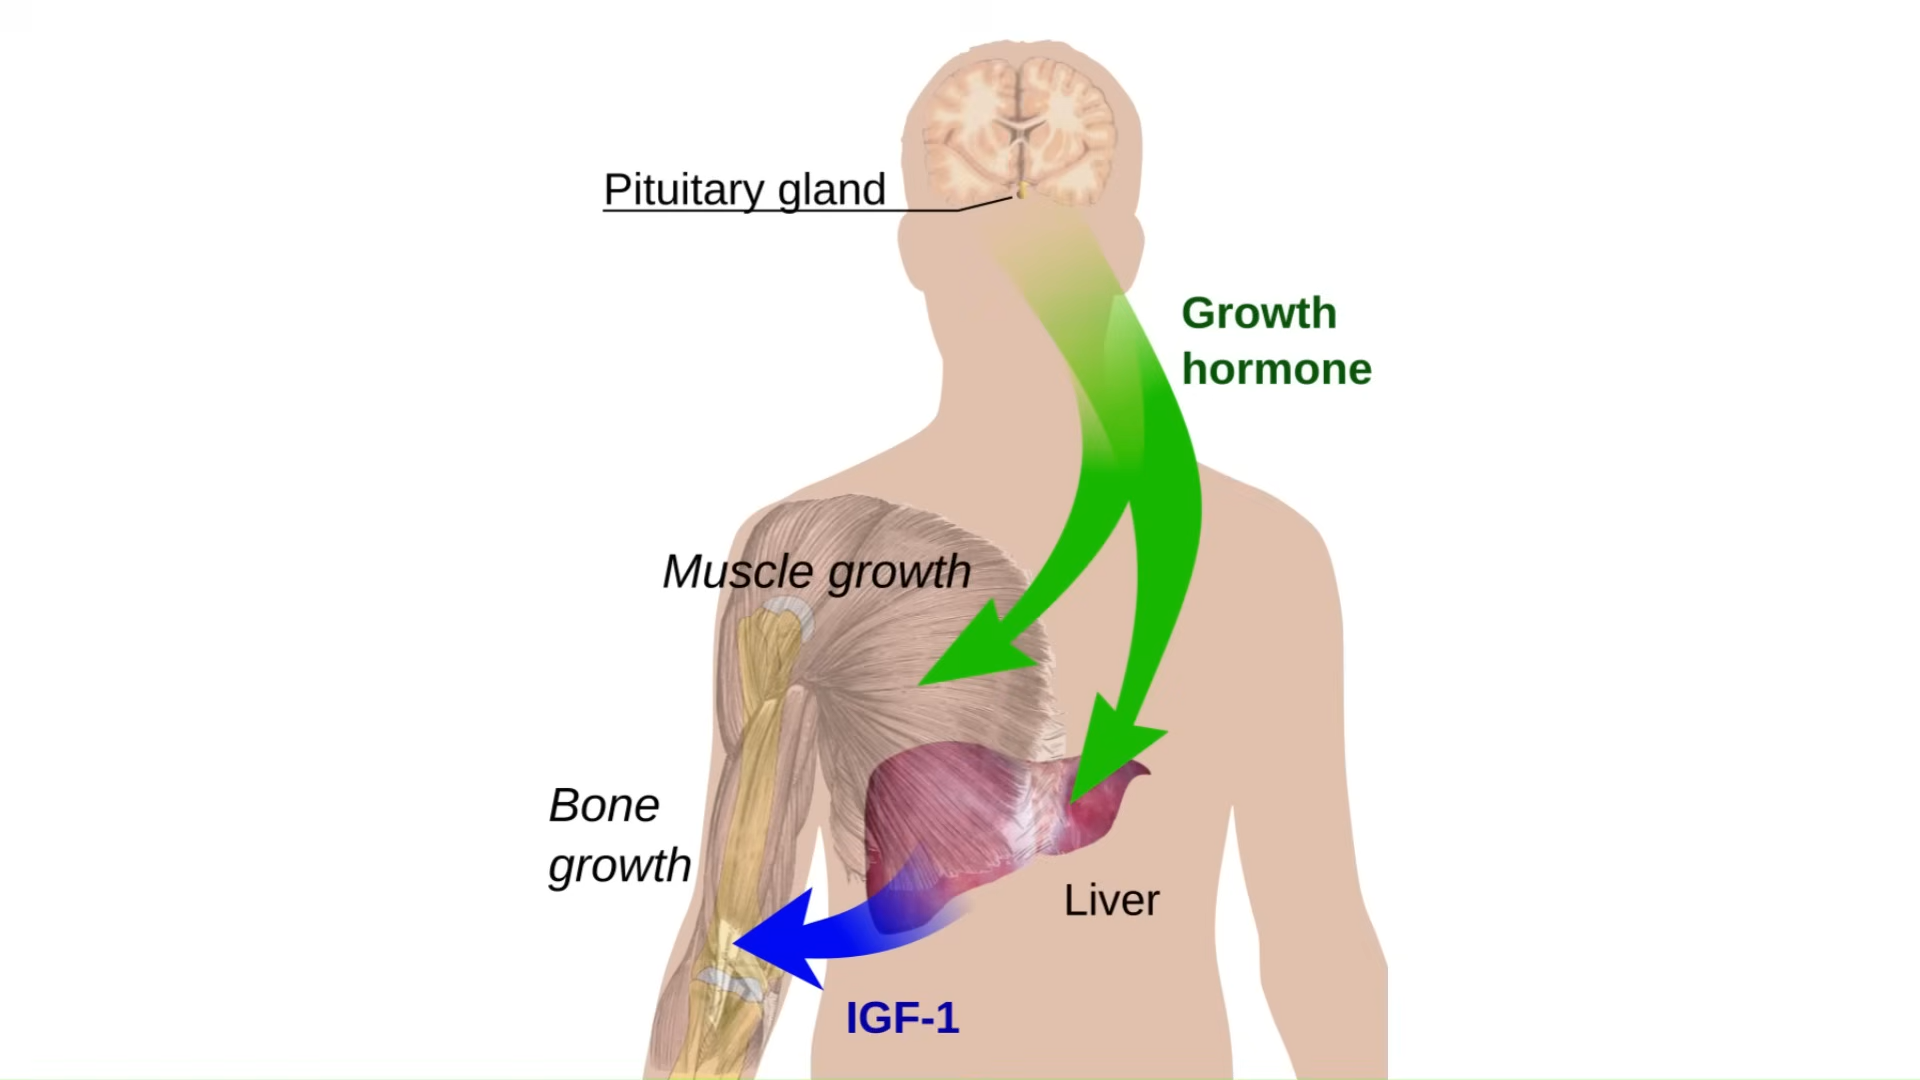 Pituitary gland
Growth
hormone
Muscle growth
Bone
growth
Liver
IGF-1